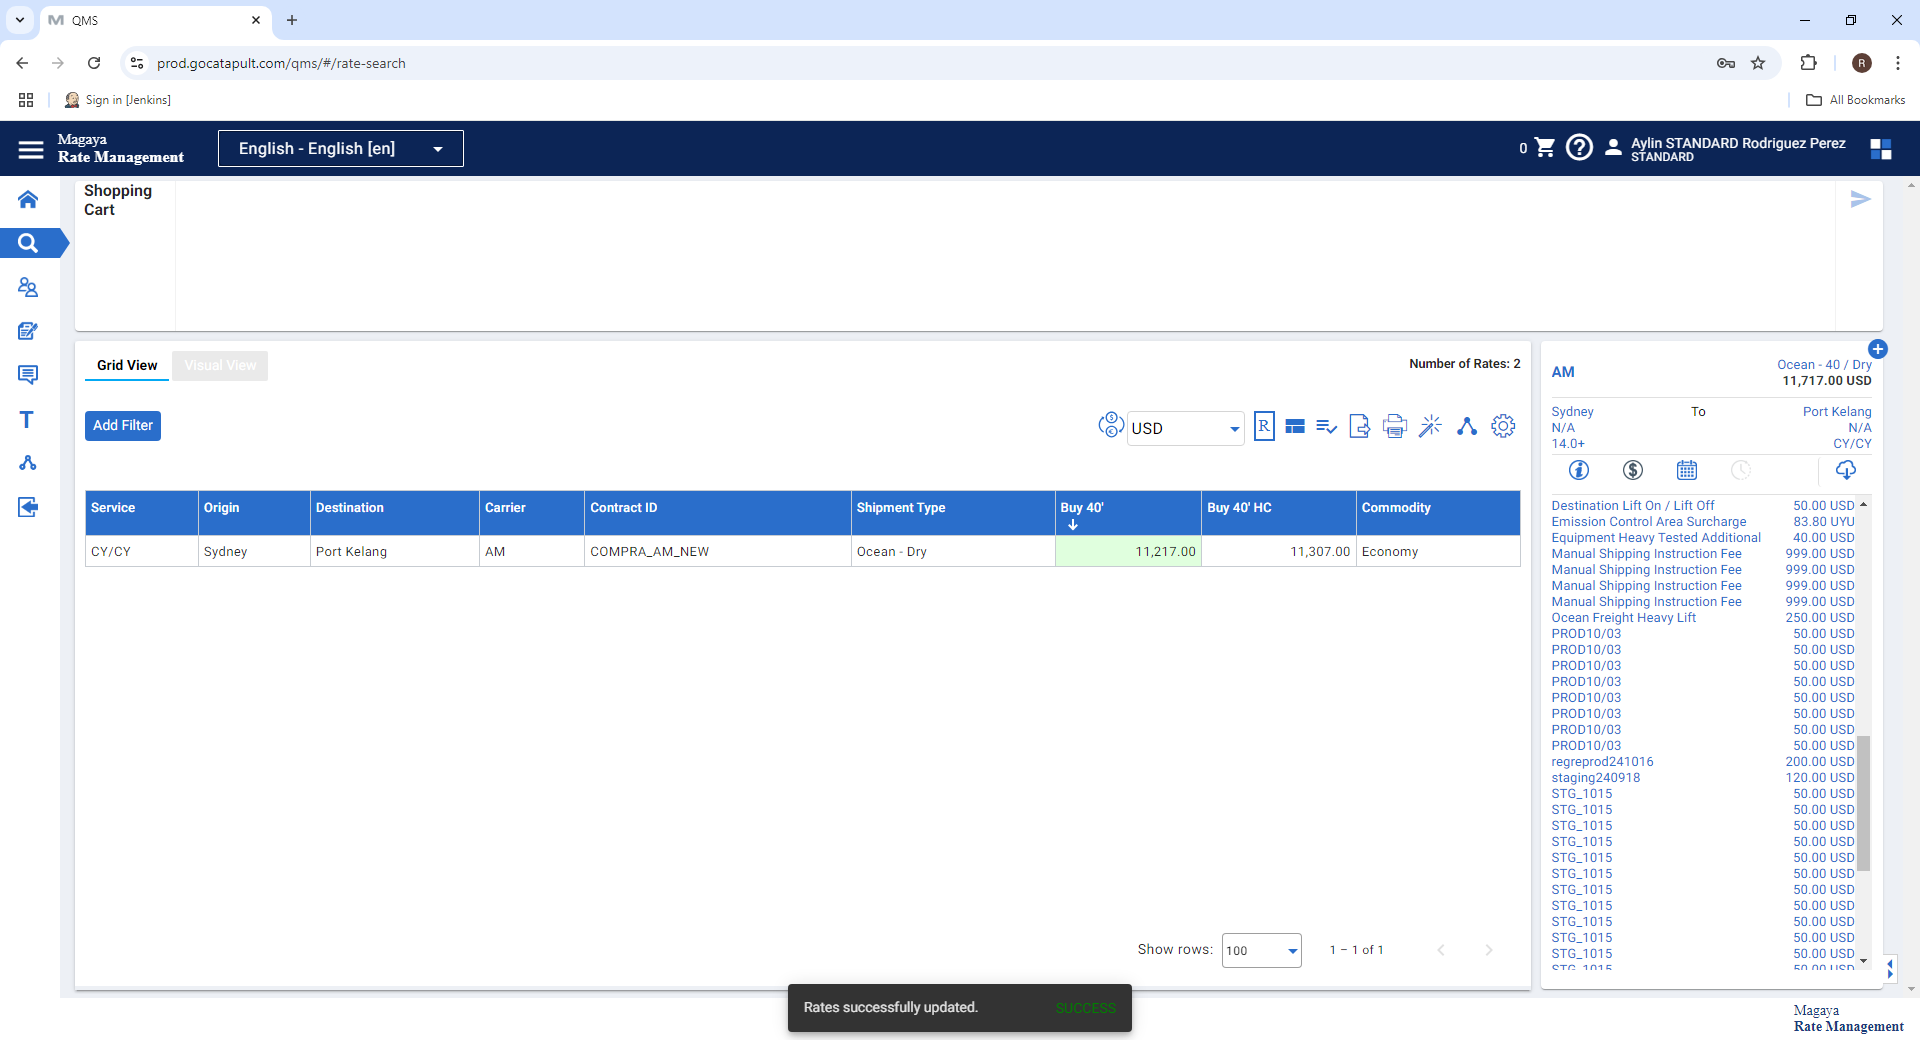 QMS
prod.gocatapult.com/qms/#/rate-search
R
Sign in [Jenkins]
All Bookmarks
Magaya
Rate Management
English - English [en]
0
Aylin STANDARD Rodriguez Perez
STANDARD
Shopping
Cart
Grid View
Visual View
Number of Rates: 2
Add Filter
USD
R
Service
Origin
Destination
Carrier
Contract ID
Shipment Type
Buy 40'
Buy 40' HC
Commodity
CY/CY
Sydney
Port Kelang
AM
COMPRA_AM_NEW
Ocean - Dry
11,217.00
11,307.00
Economy
Show rows:
100
1 – 1 of 1
AM
Ocean - 40 / Dry
11,717.00 USD
Sydney To Port Kelang
N/A N/A
14.0+ CY/CY
Destination Lift On / Lift Off 50.00 USD
Emission Control Area Surcharge 83.80 UYU
Equipment Heavy Tested Additional 40.00 USD
Manual Shipping Instruction Fee 999.00 USD
Manual Shipping Instruction Fee 999.00 USD
Manual Shipping Instruction Fee 999.00 USD
Manual Shipping Instruction Fee 999.00 USD
Ocean Freight Heavy Lift 250.00 USD
PROD10/03 50.00 USD
PROD10/03 50.00 USD
PROD10/03 50.00 USD
PROD10/03 50.00 USD
PROD10/03 50.00 USD
PROD10/03 50.00 USD
PROD10/03 50.00 USD
PROD10/03 50.00 USD
regreprod241016 200.00 USD
staging240918 120.00 USD
STG_1015 50.00 USD
STG_1015 50.00 USD
STG_1015 50.00 USD
STG_1015 50.00 USD
STG_1015 50.00 USD
STG_1015 50.00 USD
STG_1015 50.00 USD
STG_1015 50.00 USD
STG_1015 50.00 USD
STG_1015 50.00 USD
STG_1015 50.00 USD
STG_1015 50.00 USD
Rates successfully updated.
SUCCESS
Magaya
Rate Management